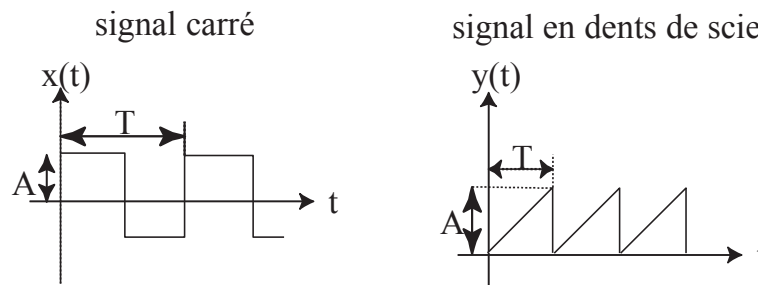 signal carré
signal en dents de scie
x(t)
T
A
t
y(t)
T
A